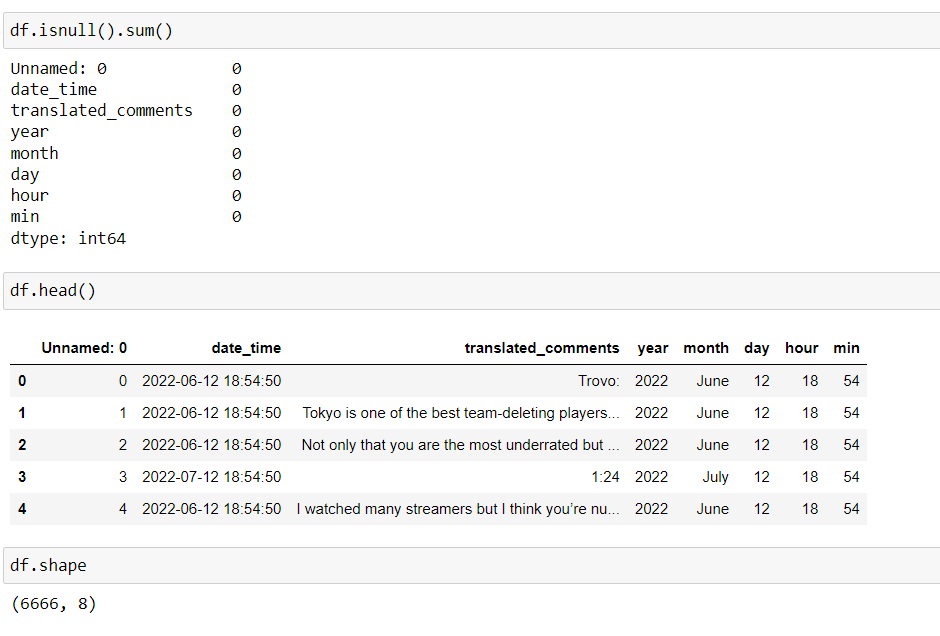 df.isnull().sum()
Unnamed: 0 0
date_time 0
translated_comments 0
year 0
month 0
day 0
hour 0
min 0
dtype: int64
df.head()
Unnamed: 0 date_time translated_comments year month day hour min
0 0 2022-06-12 18:54:50 Trovo: 2022 June 12 18 54
1 1 2022-06-12 18:54:50 Tokyo is one of the best team-deleting players... 2022 June 12 18 54
2 2 2022-06-12 18:54:50 Not only that you are the most underrated but ... 2022 June 12 18 54
3 3 2022-07-12 18:54:50 1:24 2022 July 12 18 54
4 4 2022-06-12 18:54:50 I watched many streamers but I think you’re nu... 2022 June 12 18 54
df.shape
(6666, 8)